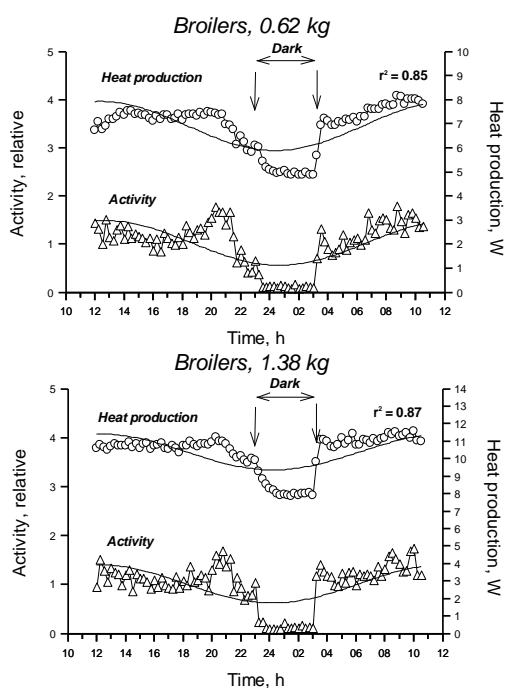 Broilers, 0.62 kg
Dark
5 10
Heat production r² = 0.85 9
4 8
7
3 6
5
2 4
Activity 3
1 2
1
0 0
Activity, relative
Heat production, W
10 12 14 16 18 20 22 24 02 04 06 08 10 12
Time, h
Broilers, 1.38 kg
Dark
5 14
13
Heat production r² = 0.87
12
4 11
10
3 9
8
7
2 6
5
Activity
4
1 3
2
1
0 0
Activity, relative
Heat production, W
10 12 14 16 18 20 22 24 02 04 06 08 10 12
Time, h